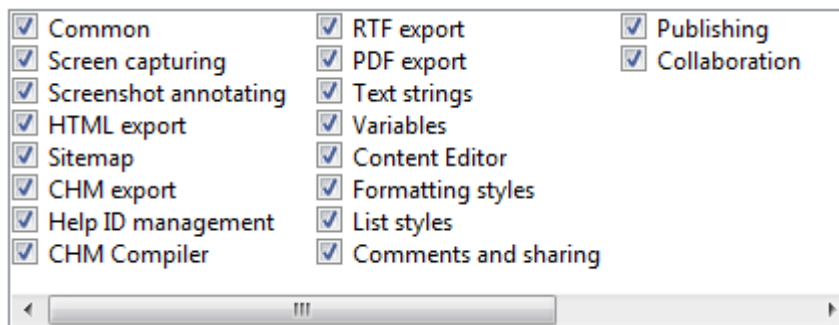 Common
Screen capturing
Screenshot annotating
HTML export
Sitemap
CHM export
Help ID management
CHM Compiler
RTF export
PDF export
Text strings
Variables
Content Editor
Formatting styles
List styles
Comments and sharing
Publishing
Collaboration